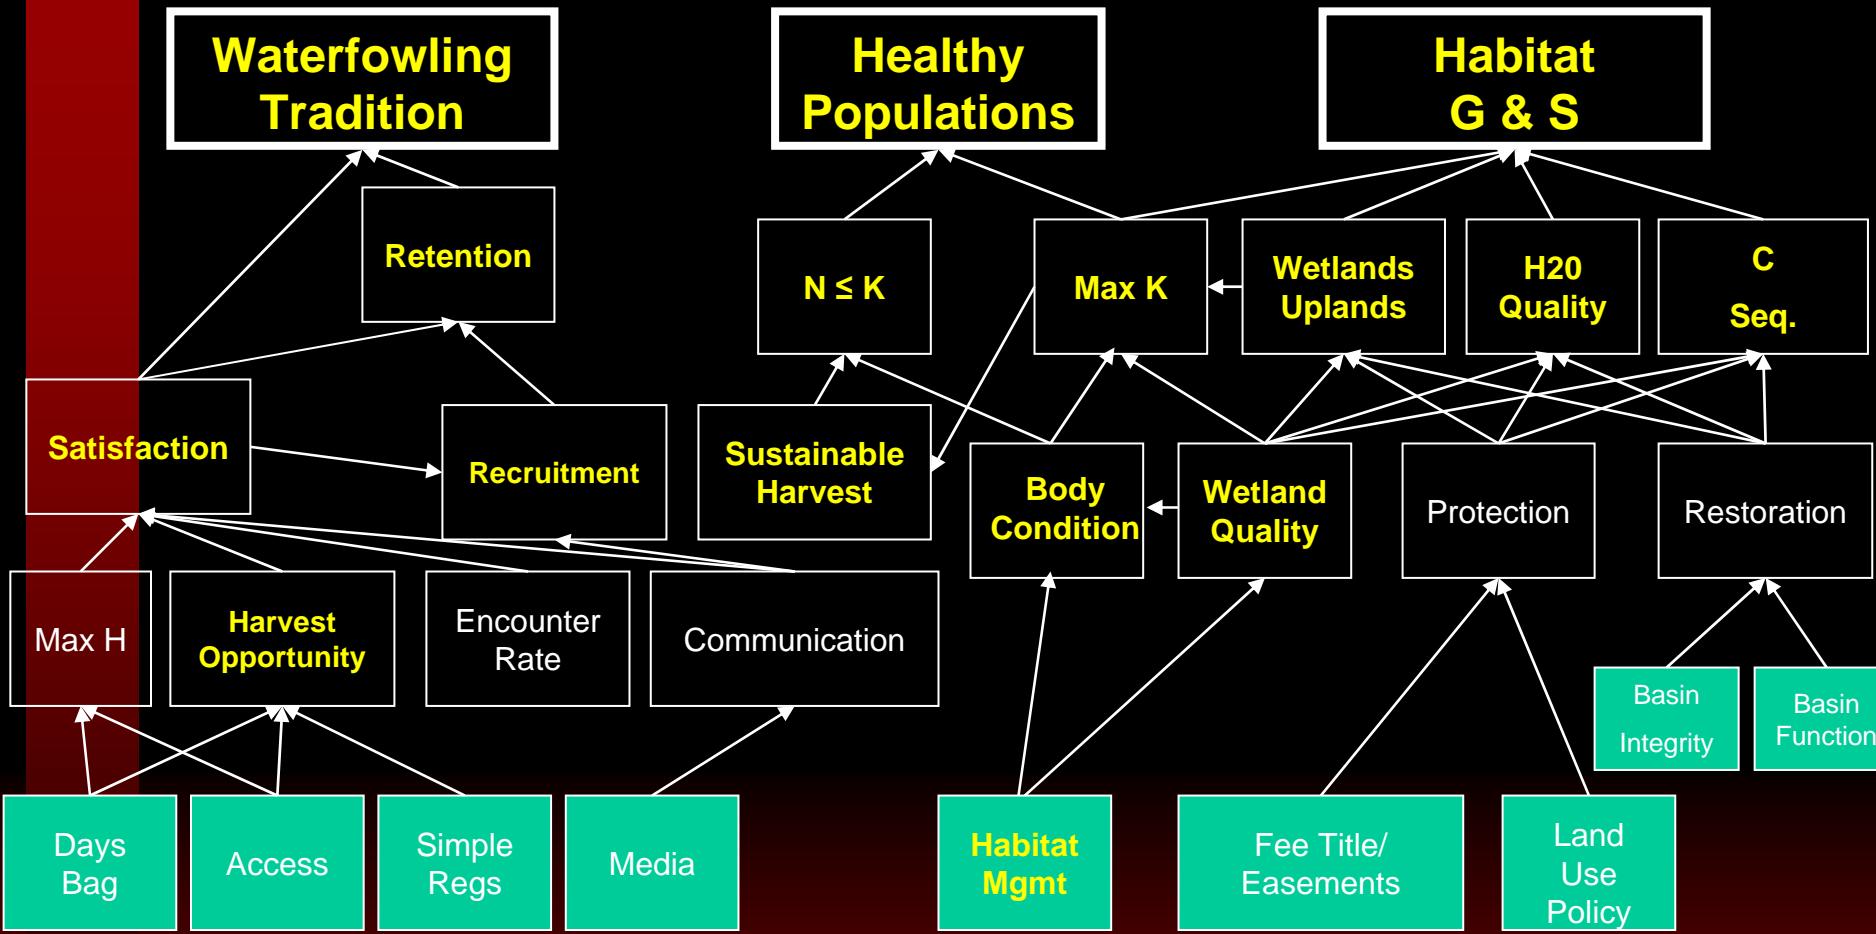 Waterfowling
Tradition
Healthy
Populations
Habitat
G & S
Retention
N ≤ K
Max K
Wetlands
Uplands
H20
Quality
C
Seq.
Satisfaction
Recruitment
Sustainable
Harvest
Body
Condition
Wetland
Quality
Protection
Restoration
Max H
Harvest
Opportunity
Encounter
Rate
Communication
Basin
Integrity
Basin
Function
Days
Bag
Access
Simple
Regs
Media
Habitat
Mgmt
Fee Title/
Easements
Land
Use
Policy